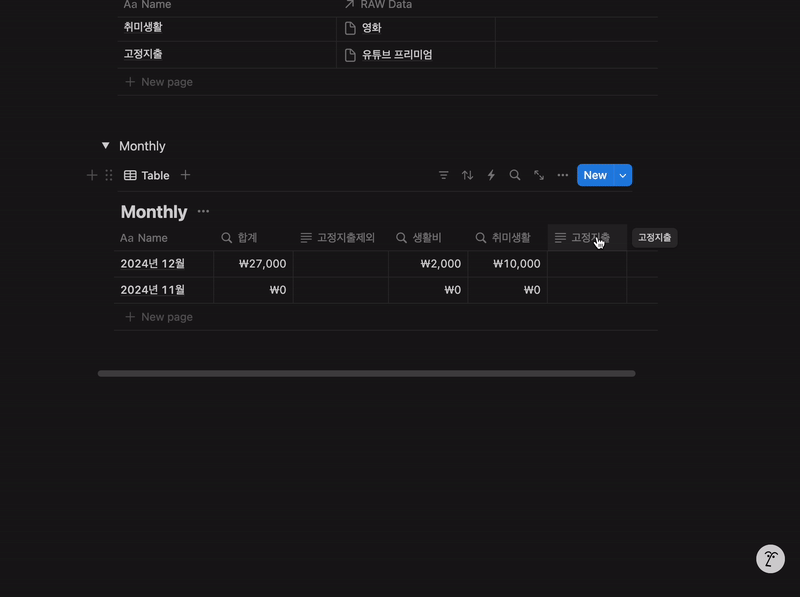 Aa Name RAW Data
취미생활 영화
고정지출 유튜브 프리미엄
New page
Monthly
Table
New
Monthly
Aa Name 합계 고정지출제외 생활비 취미생활 고정지출 고정지출
2024년 12월 ₩27,000 ₩2,000 ₩10,000
2024년 11월 ₩0 ₩0 ₩0
New page